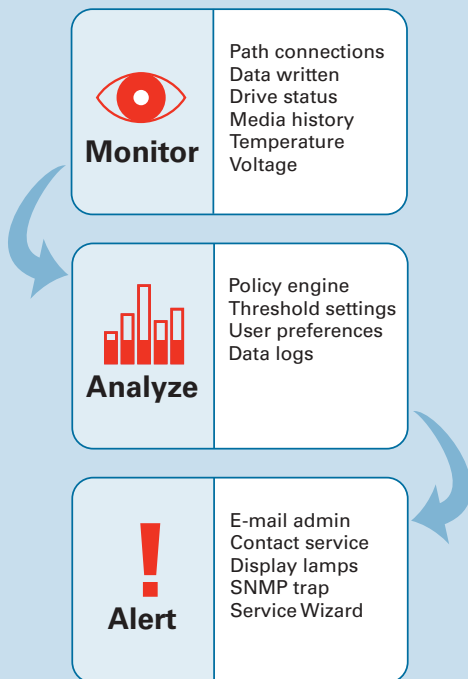 Monitor
Path connections
Data written
Drive status
Media history
Temperature
Voltage
Analyze
Policy engine
Threshold settings
User preferences
Data logs
!
Alert
E-mail admin
Contact service
Display lamps
SNMP trap
Service Wizard